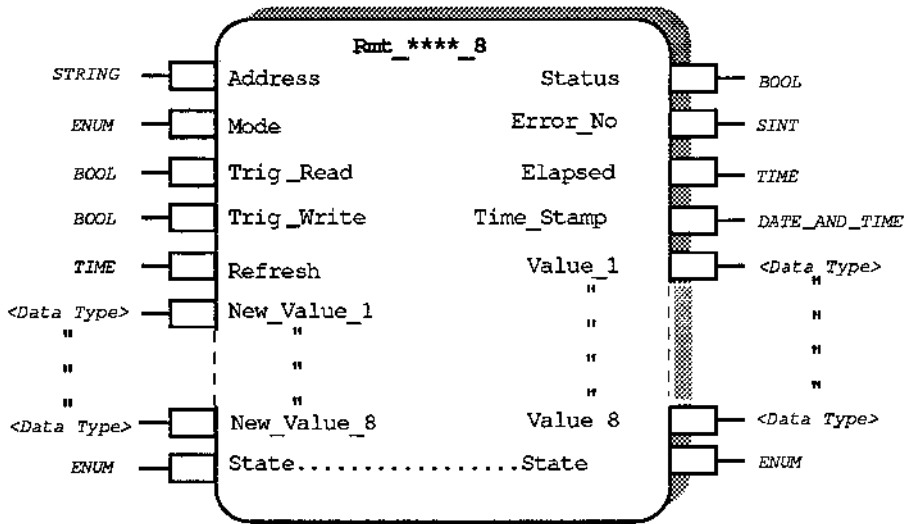 Rmt_****_8
STRING Address Status BOOL
ENUM Mode Error_No SINT
BOOL Trig_Read Elapsed TIME
BOOL Trig_Write Time_Stamp DATE_AND_TIME
TIME Refresh Value_1 <Data Type>
<Data Type> New_Value_1 " "
" " " "
" " "
" " " "
<Data Type> New_Value_8 Value 8 <Data Type>
ENUM State..................State ENUM